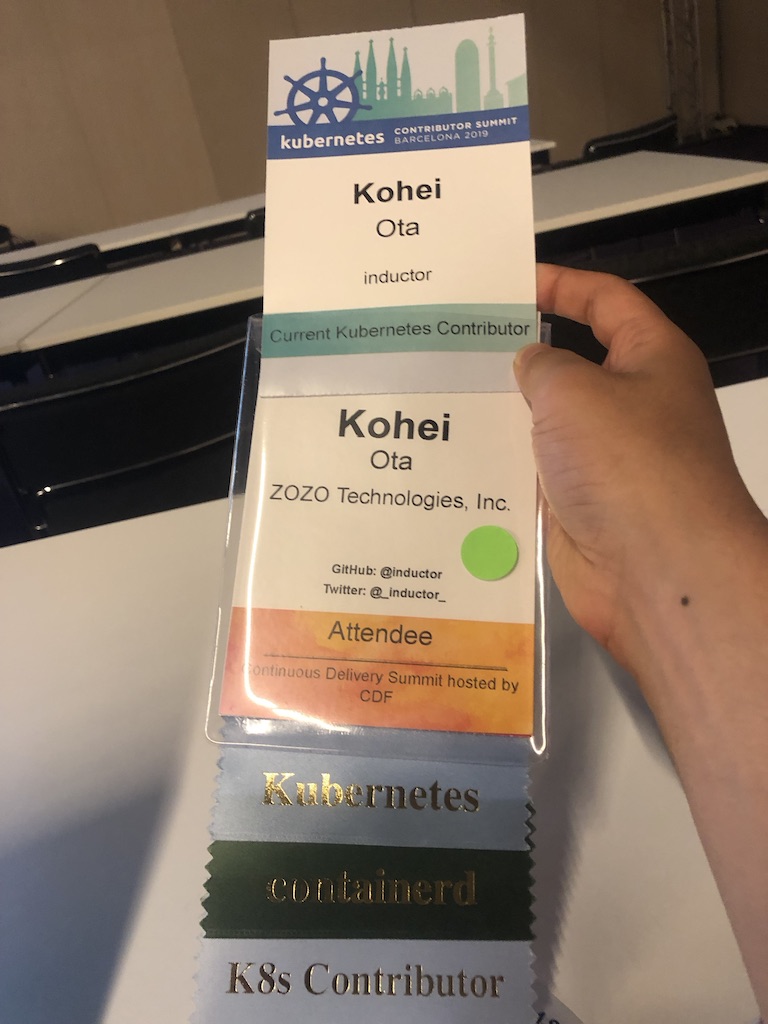 kubernetes CONTRIBUTOR SUMMIT
BARCELONA 2019
Kohei
Ota
inductor
Current Kubernetes Contributor
Kohei
Ota
ZOZO Technologies, Inc.
GitHub: @inductor
Twitter: @_inductor_
Attendee
Continuous Delivery Summit hosted by
CDF
Kubernetes
containerd
K8s Contributor